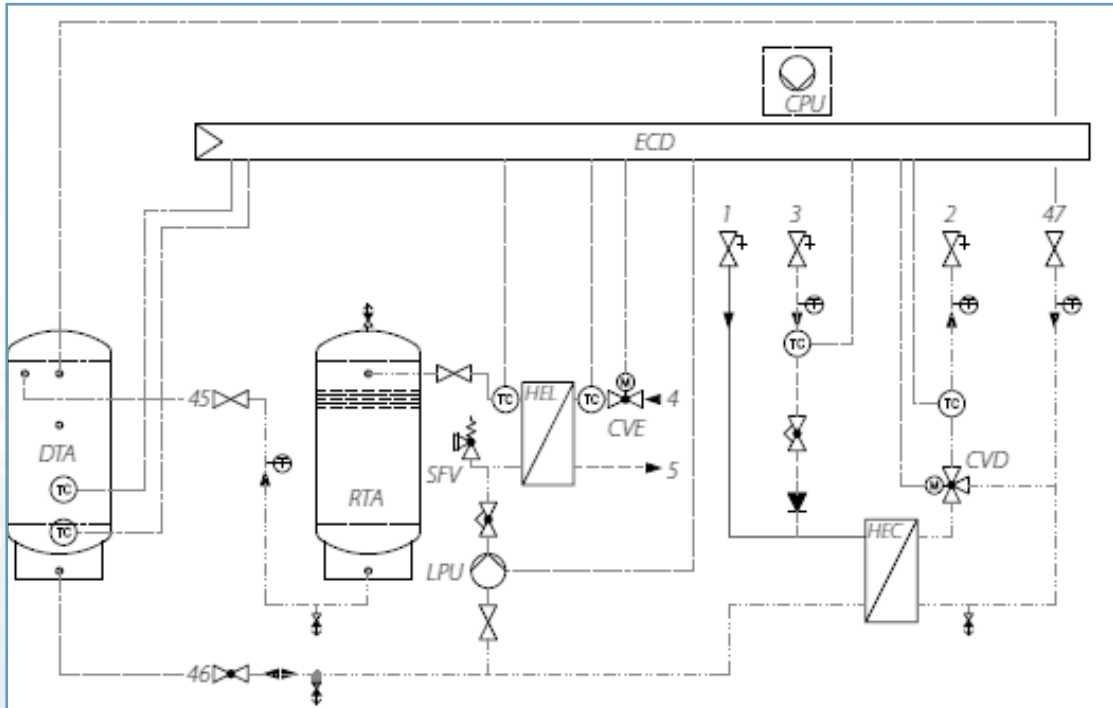 CPU
ECD
1 3 2 47
TC
M
TC HEL TC 4
CVE
45
TC
DTA
SFV 5
CVD
TC
RTA
M
TC
HEC
LPU
46